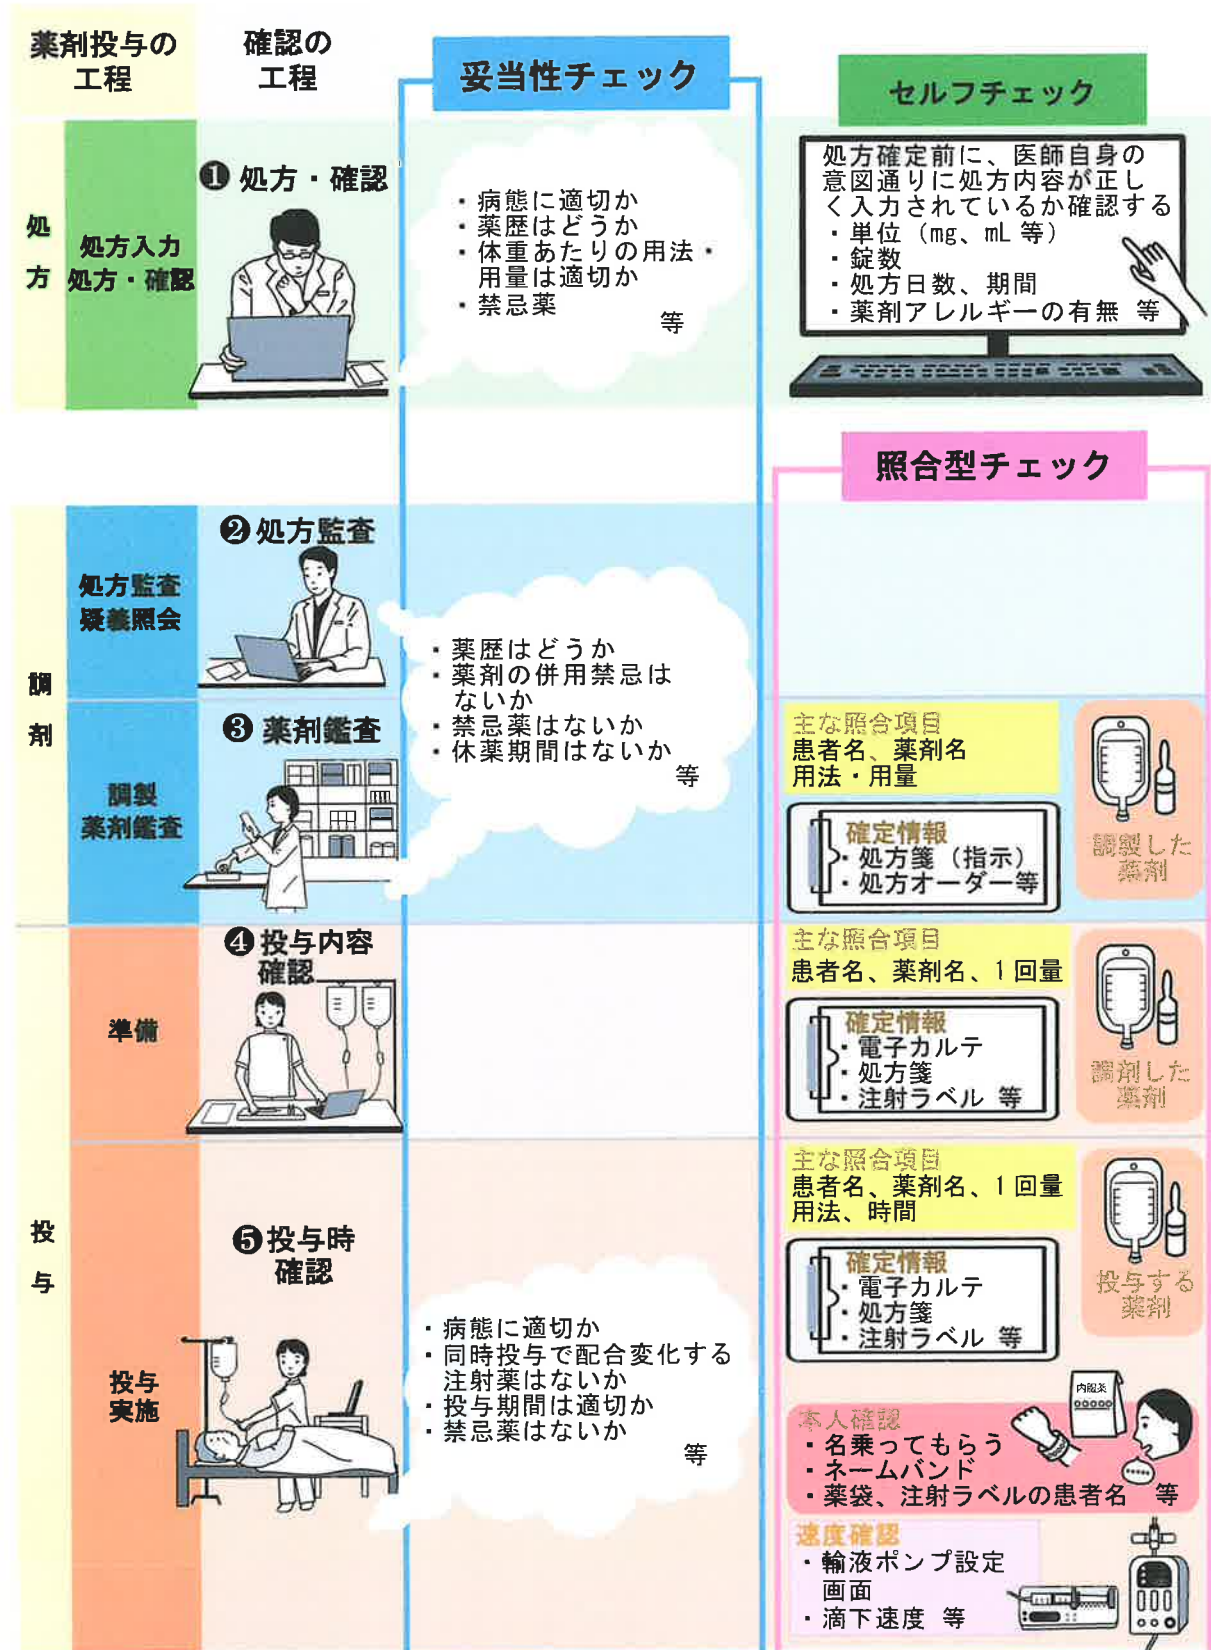 薬剤投与の
工程
確認の
工程
妥当性チェック
セルフチェック
処方
処方入力
処方・確認
❶ 処方・確認
・病態に適切か
・薬歴はどうか
・体重あたりの用法・
用量は適切か
・禁忌薬
等
処方確定前に、医師自身の
意図通りに処方内容が正し
く入力されているか確認する
・単位（mg、mL 等）
・錠数
・処方日数、期間
・薬剤アレルギーの有無 等
照合型チェック
調剤
処方監査
疑義照会
❷ 処方監査
・薬歴はどうか
・薬剤の併用禁忌は
ないか
・禁忌薬はないか
・休薬期間はないか
等
調製
薬剤鑑査
❸ 薬剤鑑査
主な照合項目
患者名、薬剤名
用法・用量
確定情報
・処方箋（指示）
・処方オーダー等
調製した
薬剤
投与
準備
❹ 投与内容
確認
主な照合項目
患者名、薬剤名、1回量
確定情報
・電子カルテ
・処方箋
・注射ラベル 等
調剤した
薬剤
投与
実施
❺ 投与時
確認
・病態に適切か
・同時投与で配合変化する
注射薬はないか
・投与期間は適切か
・禁忌薬はないか
等
主な照合項目
患者名、薬剤名、1回量
用法、時間
確定情報
・電子カルテ
・処方箋
・注射ラベル 等
投与する
薬剤
内服薬
本人確認
・名乗ってもらう
・ネームバンド
・薬袋、注射ラベルの患者名 等
速度確認
・輸液ポンプ設定
画面
・滴下速度 等